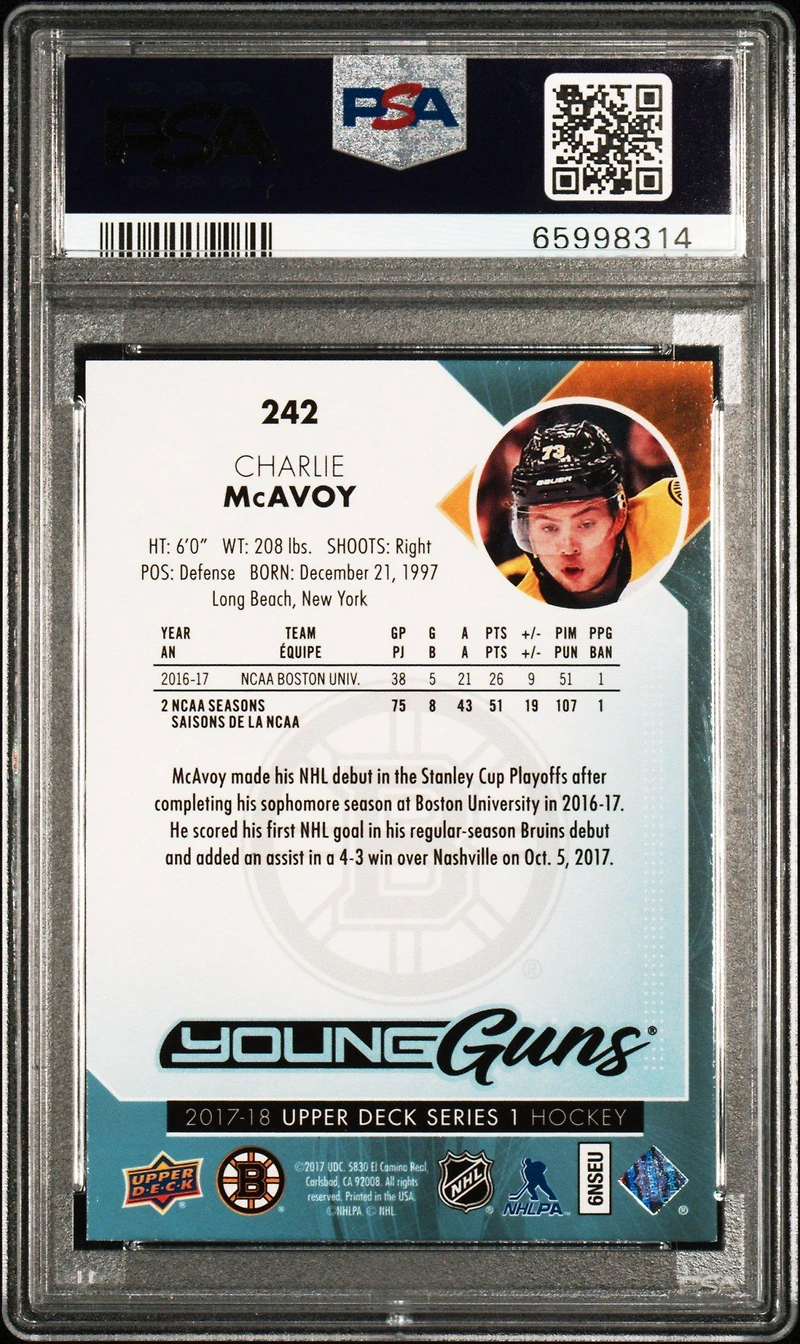 PSA
PSA
65998314
242
CHARLIE
McAVOY
73
BAUER
HT: 6'0" WT: 208 lbs. SHOOTS: Right
POS: Defense BORN: December 21, 1997
Long Beach, New York
YEAR TEAM GP G A PTS +/- PIM PPG
AN ÉQUIPE PJ B A PTS +/- PUN BAN
2016-17 NCAA BOSTON UNIV. 38 5 21 26 9 51 1
2 NCAA SEASONS 75 8 43 51 19 107 1
SAISONS DE LA NCAA
McAvoy made his NHL debut in the Stanley Cup Playoffs after
completing his sophomore season at Boston University in 2016-17.
He scored his first NHL goal in his regular-season Bruins debut
and added an assist in a 4-3 win over Nashville on Oct. 5, 2017.
B
®
YOUNG Guns®
2017-18 UPPER DECK SERIES 1 HOCKEY
UPPER DECK
B
©2017 UDC. 5830 El Camino Real,
Carlsbad, CA 92008. All rights
reserved. Printed in the USA.
©NHLPA. © NHL.
NHL
NHLPA
6NSEU
PSA